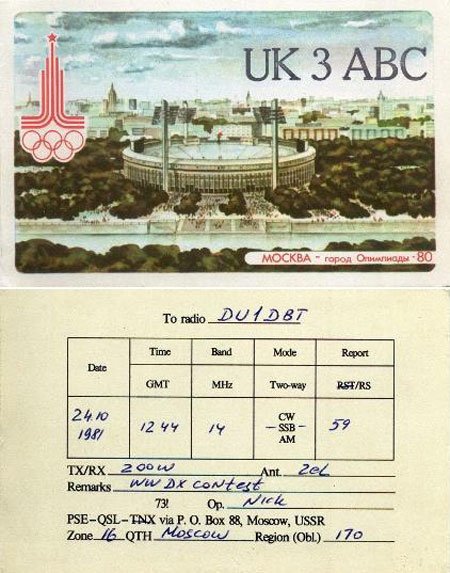 UK 3 ABC
МОСКВА - город Олимпиады - 80
To radio DU1DBT
Date Time Band Mode Report
GMT MHz Two-way RST/RS
24.10 1981 1244 14 CW -SSB- AM 59
TX/RX 200W Ant. 2el
Remarks WW DX contest
73! Op. Nick
PSE-QSL-TNX via P. O. Box 88, Moscow, USSR
Zone 16 QTH Moscow Region (Obl.) 170